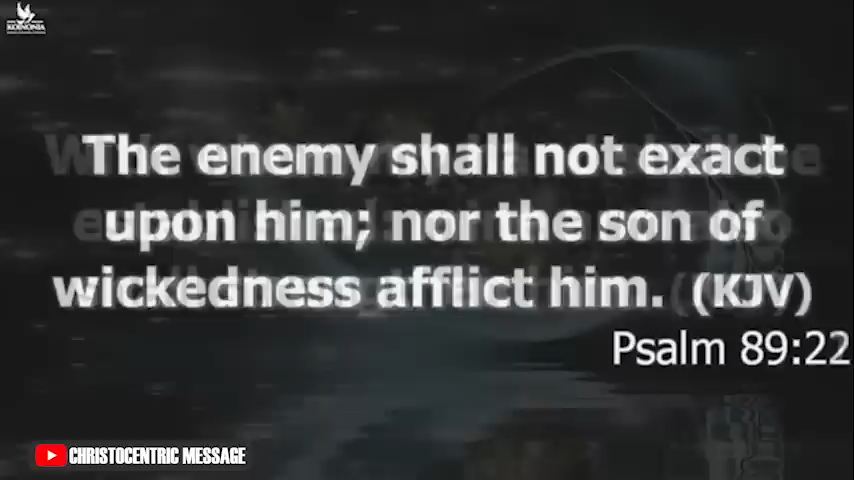 KOINONIA
The enemy shall not exact
upon him; nor the son of
wickedness afflict him. (KJV)
Psalm 89:22
CHRISTOCENTRIC MESSAGE